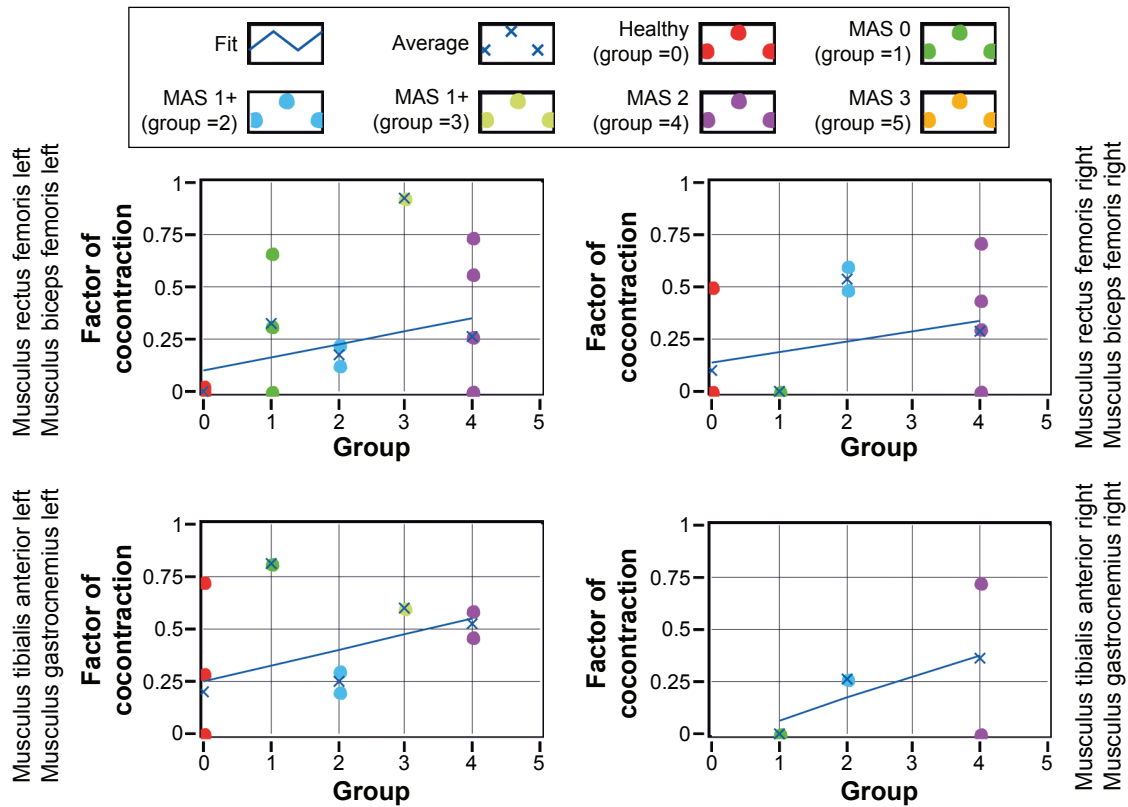 Fit
Average
Healthy
(group =0)
MAS 0
(group =1)
MAS 1+
(group =2)
MAS 1+
(group =3)
MAS 2
(group =4)
MAS 3
(group =5)
Musculus rectus femoris left
Musculus biceps femoris left
Factor of
cocontraction
1
0.75
0.5
0.25
0
0 1 2 3 4 5
Group
Factor of
cocontraction
1
0.75
0.5
0.25
0
0 1 2 3 4 5
Group
Musculus rectus femoris right
Musculus biceps femoris right
Musculus tibialis anterior left
Musculus gastrocnemius left
Factor of
cocontraction
1
0.75
0.5
0.25
0
0 1 2 3 4 5
Group
Factor of
cocontraction
1
0.75
0.5
0.25
0
0 1 2 3 4 5
Group
Musculus tibialis anterior right
Musculus gastrocnemius right